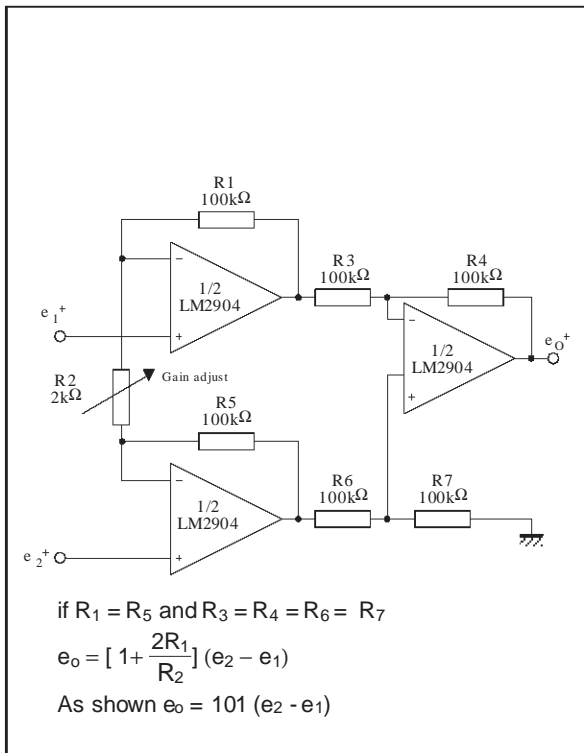 R1
100kΩ
R3
100kΩ
R4
100kΩ
1/2
LM2904
e1+
eO+
1/2
LM2904
R2
2kΩ
Gain adjust
R5
100kΩ
R6
100kΩ
R7
100kΩ
1/2
LM2904
e2+
if R1 = R5 and R3 = R4 = R6 = R7
eo = [ 1+ 2R1/R2 ] (e2 – e1)
As shown eo = 101 (e2 - e1)